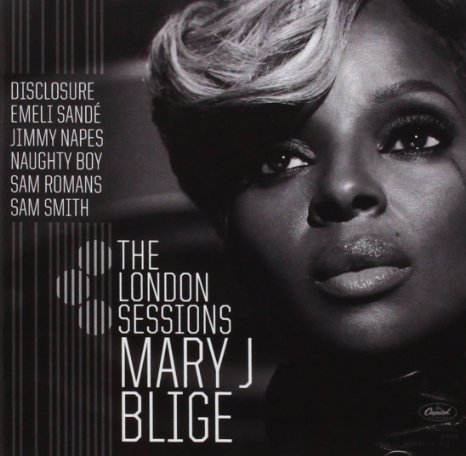 DISCLOSURE
EMELI SANDÉ
JIMMY NAPES
NAUGHTY BOY
SAM ROMANS
SAM SMITH
THE
LONDON
SESSIONS
MARY J
BLIGE
Capitol